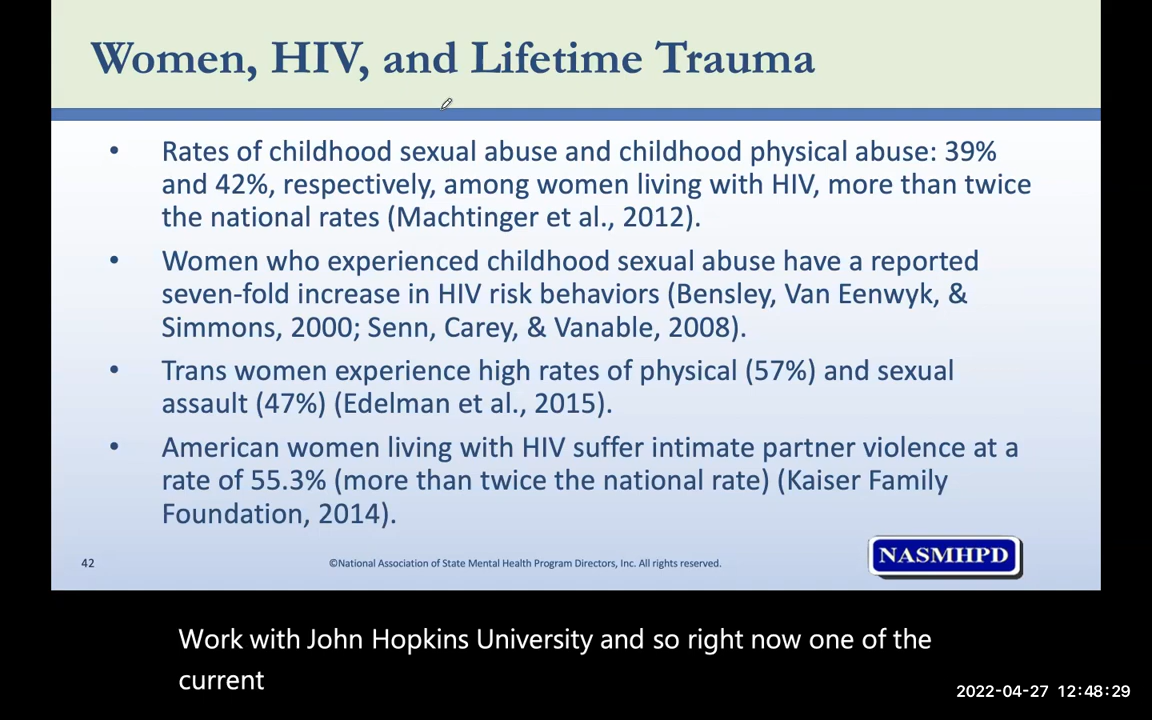 Women, HIV, and Lifetime Trauma
• Rates of childhood sexual abuse and childhood physical abuse: 39%
and 42%, respectively, among women living with HIV, more than twice
the national rates (Machtinger et al., 2012).
• Women who experienced childhood sexual abuse have a reported
seven-fold increase in HIV risk behaviors (Bensley, Van Eenwyk, &
Simmons, 2000; Senn, Carey, & Vanable, 2008).
• Trans women experience high rates of physical (57%) and sexual
assault (47%) (Edelman et al., 2015).
• American women living with HIV suffer intimate partner violence at a
rate of 55.3% (more than twice the national rate) (Kaiser Family
Foundation, 2014).
42
©National Association of State Mental Health Program Directors, Inc. All rights reserved.
NASMHPD
Work with John Hopkins University and so right now one of the
current
2022-04-27 12:48:29